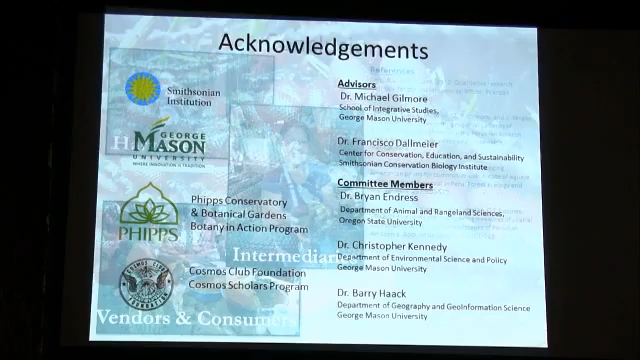 Acknowledgements
References
Smithsonian
Institution
GEORGE
MASON
UNIVERSITY
WHERE INNOVATION IS TRADITION
PHIPPS
Phipps Conservatory
& Botanical Gardens
Botany in Action Program
COSMOS CLUB
FOUNDATION
Cosmos Club Foundation
Cosmos Scholars Program
Intermediar
Vendors & Consumers
Advisors
Dr. Michael Gilmore
School of Integrative Studies,
George Mason University
Dr. Francisco Dallmeier
Center for Conservation, Education, and Sustainability
Smithsonian Conservation Biology Institute
Committee Members
Dr. Bryan Endress
Department of Animal and Rangeland Sciences,
Oregon State University
Dr. Christopher Kennedy
Department of Environmental Science and Policy
George Mason University
Dr. Barry Haack
Department of Geography and GeoInformation Science
George Mason University